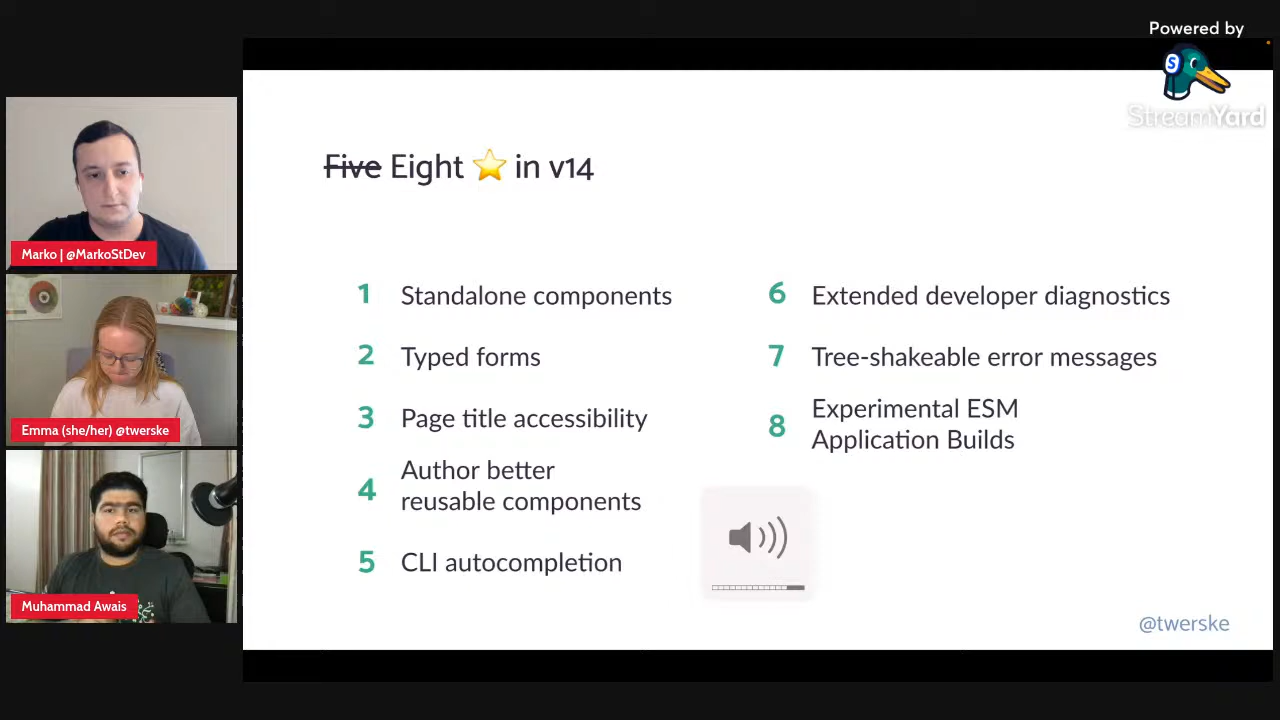 Powered by
S
StreamYard
Marko | @MarkoStDev
Emma (she/her) @twerske
Muhammad Awais
Five Eight ⭐ in v14
1 Standalone components
2 Typed forms
3 Page title accessibility
4 Author better
reusable components
5 CLI autocompletion
6 Extended developer diagnostics
7 Tree-shakeable error messages
8 Experimental ESM
Application Builds
@twerske